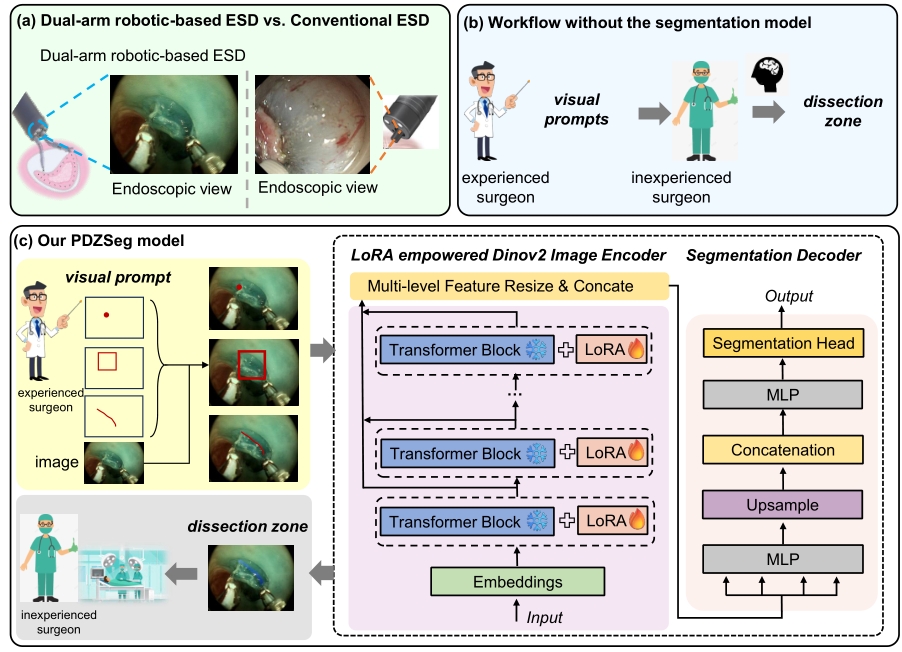 (a) Dual-arm robotic-based ESD vs. Conventional ESD
Dual-arm robotic-based ESD
Endoscopic view
Endoscopic view
(b) Workflow without the segmentation model
visual
prompts
dissection
zone
experienced
surgeon
inexperienced
surgeon
(c) Our PDZSeg model
visual prompt
experienced
surgeon
image
dissection zone
inexperienced
surgeon
LoRA empowered Dinov2 Image Encoder
Multi-level Feature Resize & Concate
Transformer Block
LoRA
...
Transformer Block
LoRA
Transformer Block
LoRA
Embeddings
Input
Segmentation Decoder
Output
Segmentation Head
MLP
Concatenation
Upsample
MLP